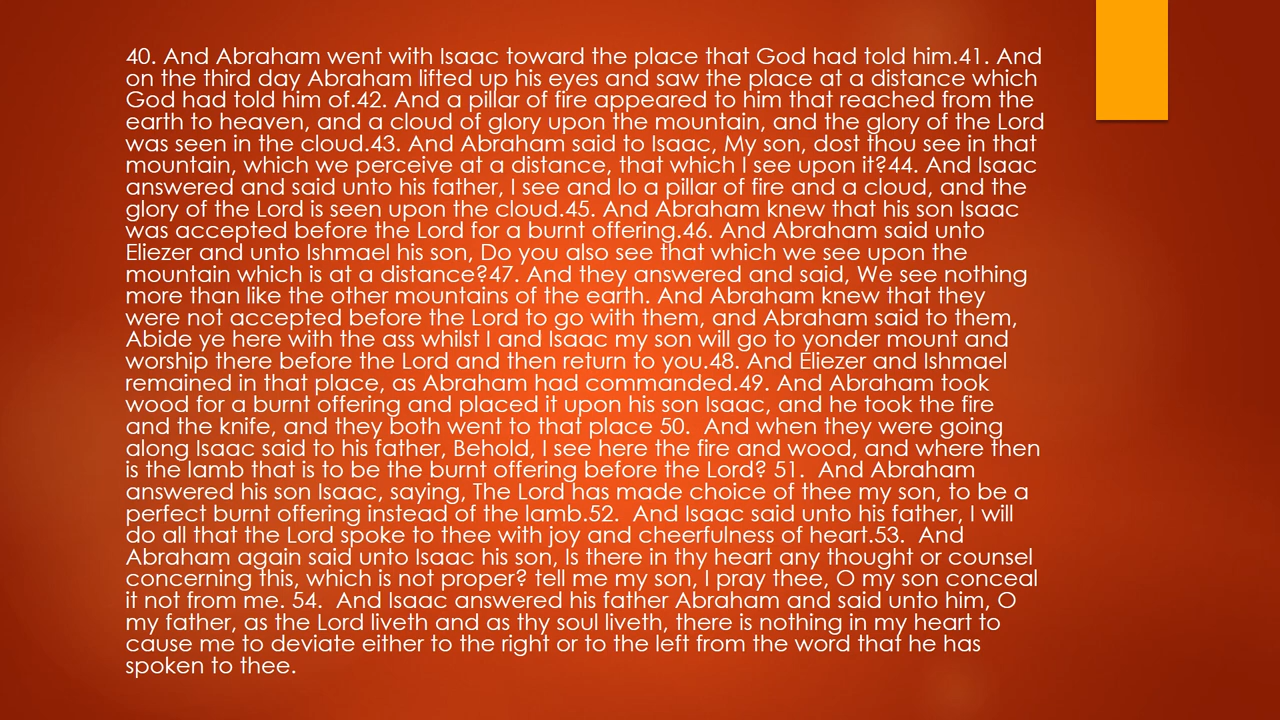 40. And Abraham went with Isaac toward the place that God had told him.41. And
on the third day Abraham lifted up his eyes and saw the place at a distance which
God had told him of.42. And a pillar of fire appeared to him that reached from the
earth to heaven, and a cloud of glory upon the mountain, and the glory of the Lord
was seen in the cloud.43. And Abraham said to Isaac, My son, dost thou see in that
mountain, which we perceive at a distance, that which I see upon it?44. And Isaac
answered and said unto his father, I see and lo a pillar of fire and a cloud, and the
glory of the Lord is seen upon the cloud.45. And Abraham knew that his son Isaac
was accepted before the Lord for a burnt offering.46. And Abraham said unto
Eliezer and unto Ishmael his son, Do you also see that which we see upon the
mountain which is at a distance?47. And they answered and said, We see nothing
more than like the other mountains of the earth. And Abraham knew that they
were not accepted before the Lord to go with them, and Abraham said to them,
Abide ye here with the ass whilst I and Isaac my son will go to yonder mount and
worship there before the Lord and then return to you.48. And Eliezer and Ishmael
remained in that place, as Abraham had commanded.49. And Abraham took
wood for a burnt offering and placed it upon his son Isaac, and he took the fire
and the knife, and they both went to that place 50.  And when they were going
along Isaac said to his father, Behold, I see here the fire and wood, and where then
is the lamb that is to be the burnt offering before the Lord? 51.  And Abraham
answered his son Isaac, saying, The Lord has made choice of thee my son, to be a
perfect burnt offering instead of the lamb.52.  And Isaac said unto his father, I will
do all that the Lord spoke to thee with joy and cheerfulness of heart.53.  And
Abraham again said unto Isaac his son, Is there in thy heart any thought or counsel
concerning this, which is not proper? tell me my son, I pray thee, O my son conceal
it not from me. 54.  And Isaac answered his father Abraham and said unto him, O
my father, as the Lord liveth and as thy soul liveth, there is nothing in my heart to
cause me to deviate either to the right or to the left from the word that he has
spoken to thee.